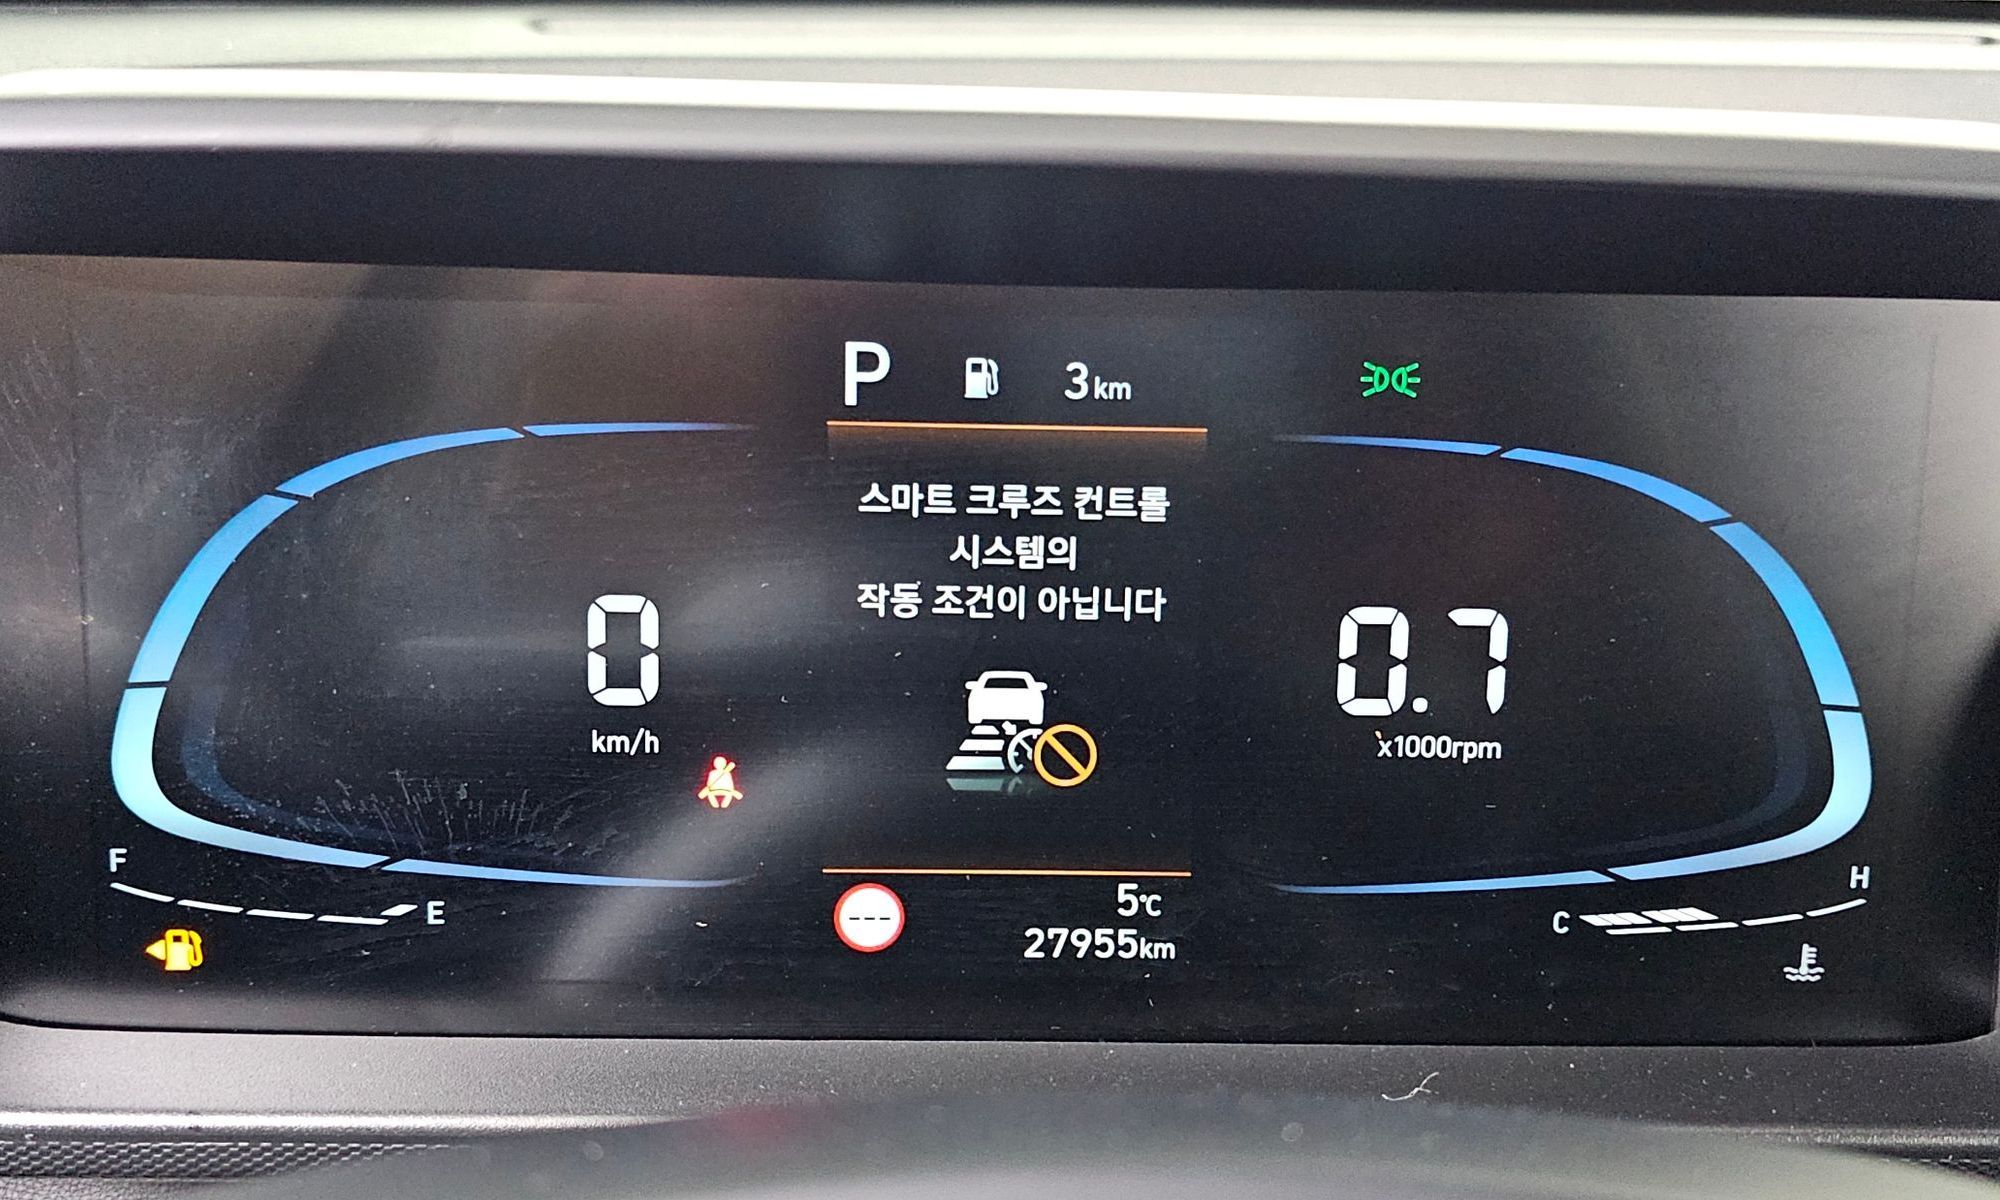 P 3km
스마트 크루즈 컨트롤
시스템의
작동 조건이 아닙니다
0
km/h
0.7
x1000rpm
F
E
C
H
---
5℃
27955km